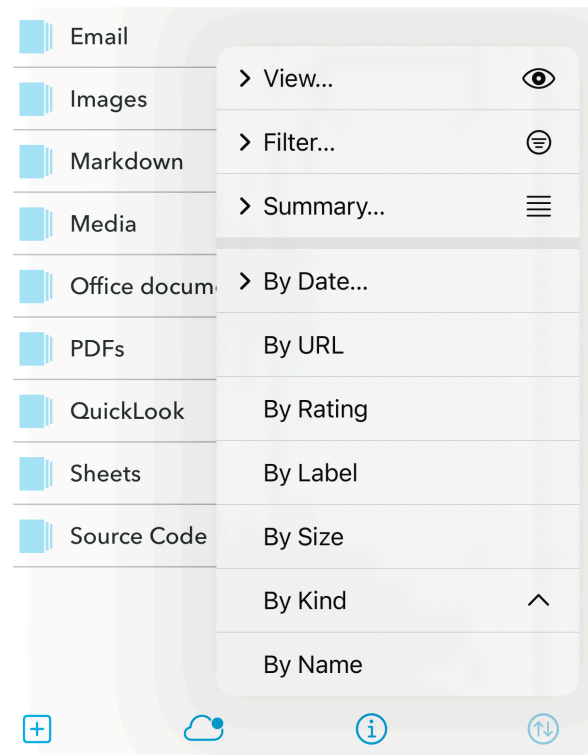 Email
Images
Markdown
Media
Office docum
PDFs
QuickLook
Sheets
Source Code
View...
Filter...
Summary...
By Date...
By URL
By Rating
By Label
By Size
By Kind
By Name